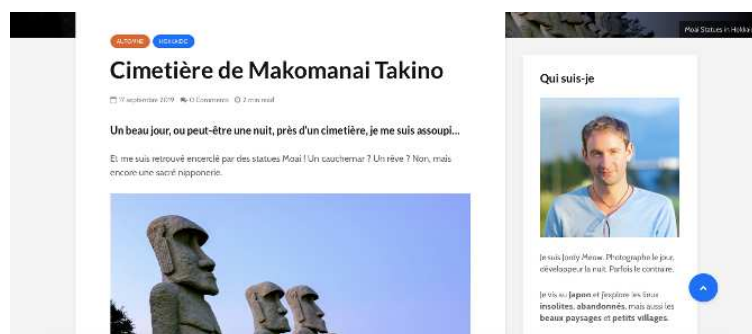 AUTOMNE HOKKAIDO
Cimetière de Makomanai Takino
17 septembre 2019 0 Comments 2 min read
Un beau jour, ou peut-être une nuit, près d'un cimetière, je me suis assoupi...
Et me suis retrouvé encerclé par des statues Moai ! Un cauchemar ? Un rêve ? Non, mais
encore une sacré nipponerie.
Moai Statues in Hokkai
Qui suis-je
Je suis Jordy Meow. Photographe le jour,
développeur la nuit. Parfois le contraire.
Je vis au Japon et j'explore les lieux
insolites, abandonnés, mais aussi les
beaux paysages et petits villages.